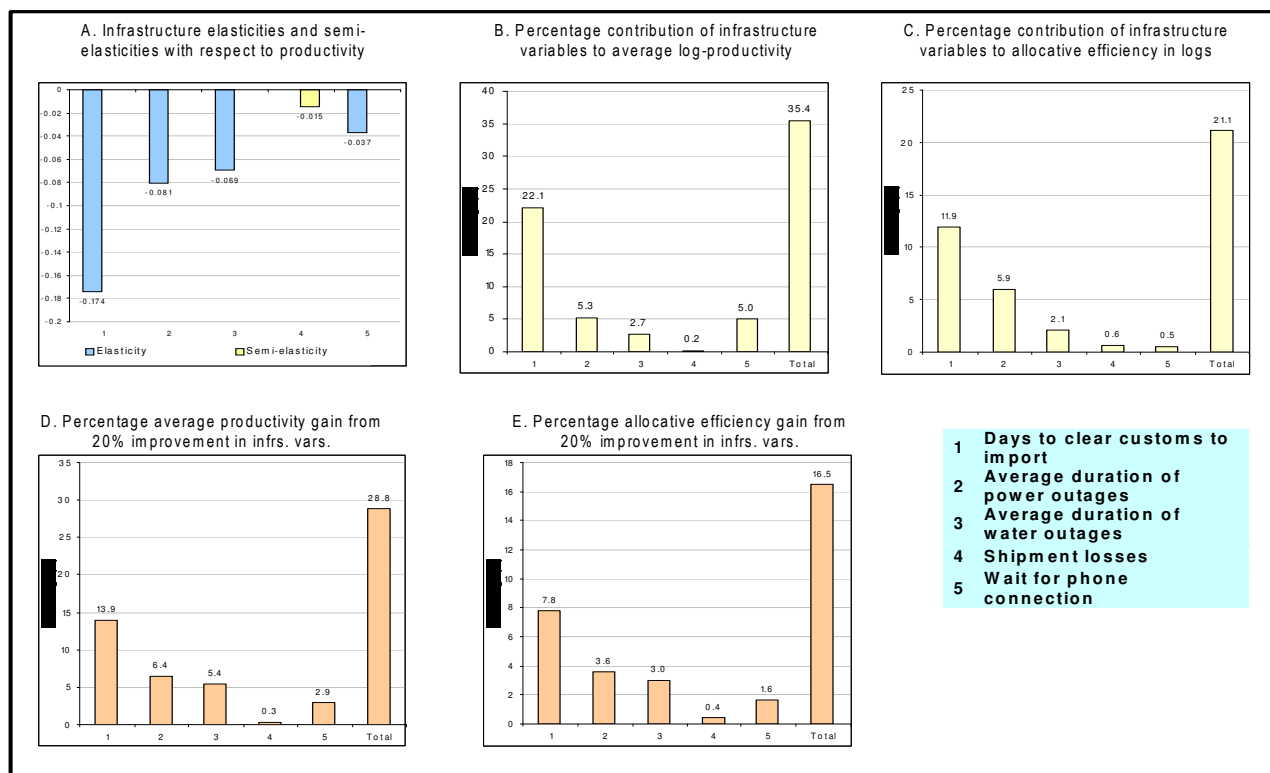 A. Infrastructure elasticities and semi-
elasticities with respect to productivity
0
-0.02
-0.04
-0.06
-0.08
-0.1
-0.12
-0.14
-0.16
-0.18
-0.2
-0.174
-0.081
-0.069
-0.015
-0.037
1 2 3 4 5
Elasticity Semi-elasticity
B. Percentage contribution of infrastructure
variables to average log-productivity
40
35
30
25
20
15
10
5
0
22.1
5.3
2.7
0.2
5.0
35.4
1 2 3 4 5 Total
C. Percentage contribution of infrastructure
variables to allocative efficiency in logs
25
20
15
10
5
0
11.9
5.9
2.1
0.6
0.5
21.1
1 2 3 4 5 Total
D. Percentage average productivity gain from
20% improvement in infrs. vars.
35
30
25
20
15
10
5
0
13.9
6.4
5.4
0.3
2.9
28.8
1 2 3 4 5 Total
E. Percentage allocative efficiency gain from
20% improvement in infrs. vars.
18
16
14
12
10
8
6
4
2
0
7.8
3.6
3.0
0.4
1.6
16.5
1 2 3 4 5 Total
1 Days to clear customs to
import
2 Average duration of
power outages
3 Average duration of
water outages
4 Shipment losses
5 Wait for phone
connection